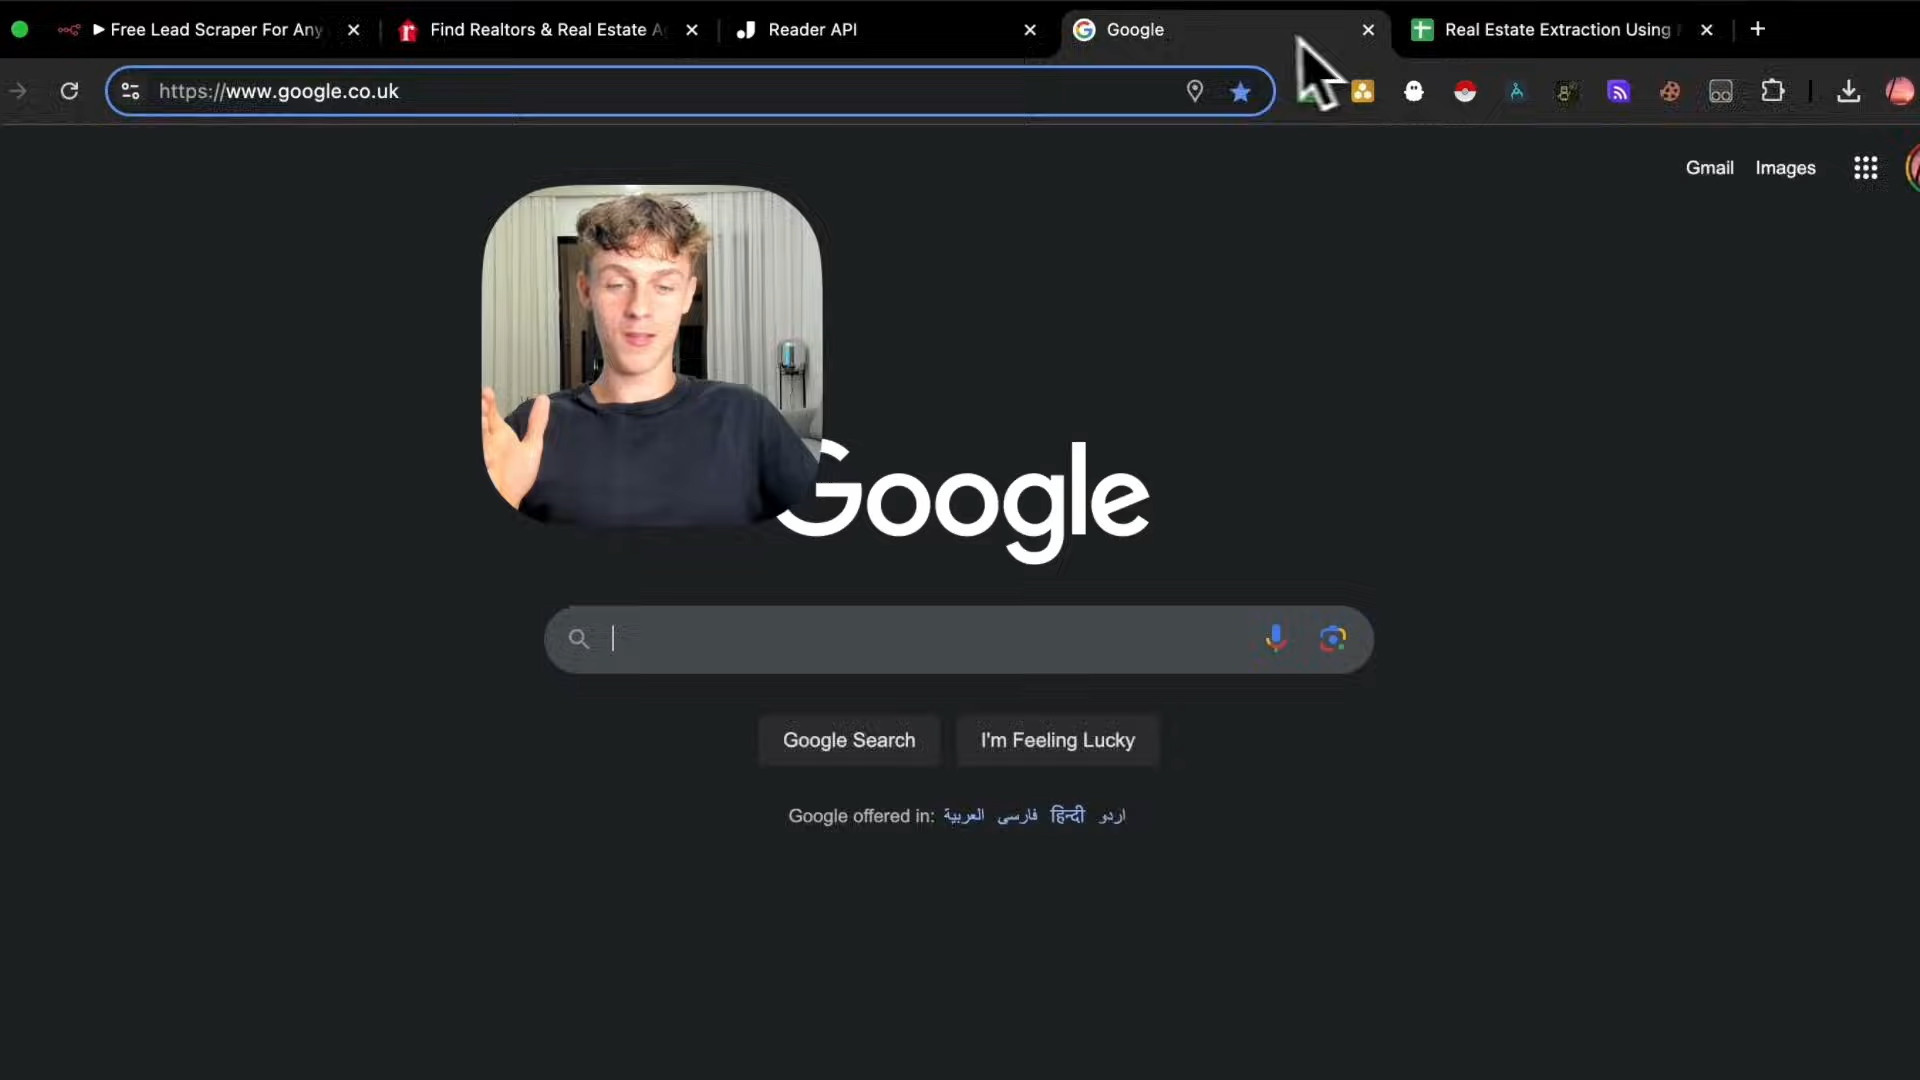 ▶ Free Lead Scraper For Any
Find Realtors & Real Estate A
Reader API
Google
Real Estate Extraction Using
https://www.google.co.uk
Gmail
Images
Google
Google Search
I'm Feeling Lucky
Google offered in: العربية فارسی हिन्दी اردو